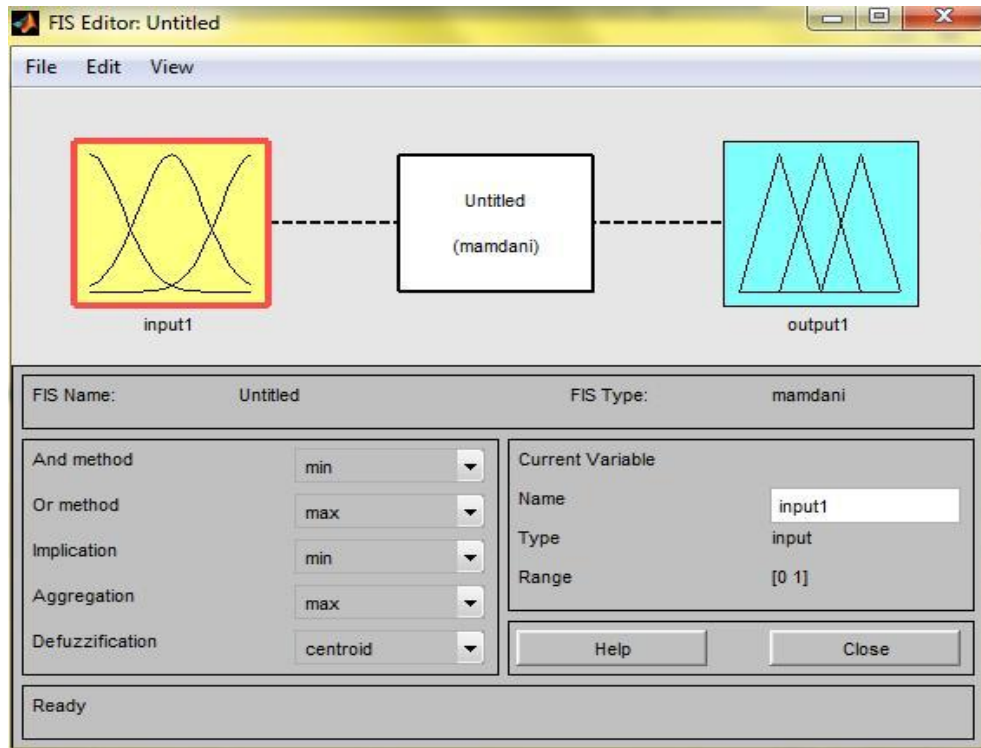 FIS Editor: Untitled
File Edit View
Untitled
(mamdani)
input1
output1
FIS Name: Untitled FIS Type: mamdani
And method min
Or method max
Implication min
Aggregation max
Defuzzification centroid
Current Variable
Name input1
Type input
Range [0 1]
Help Close
Ready